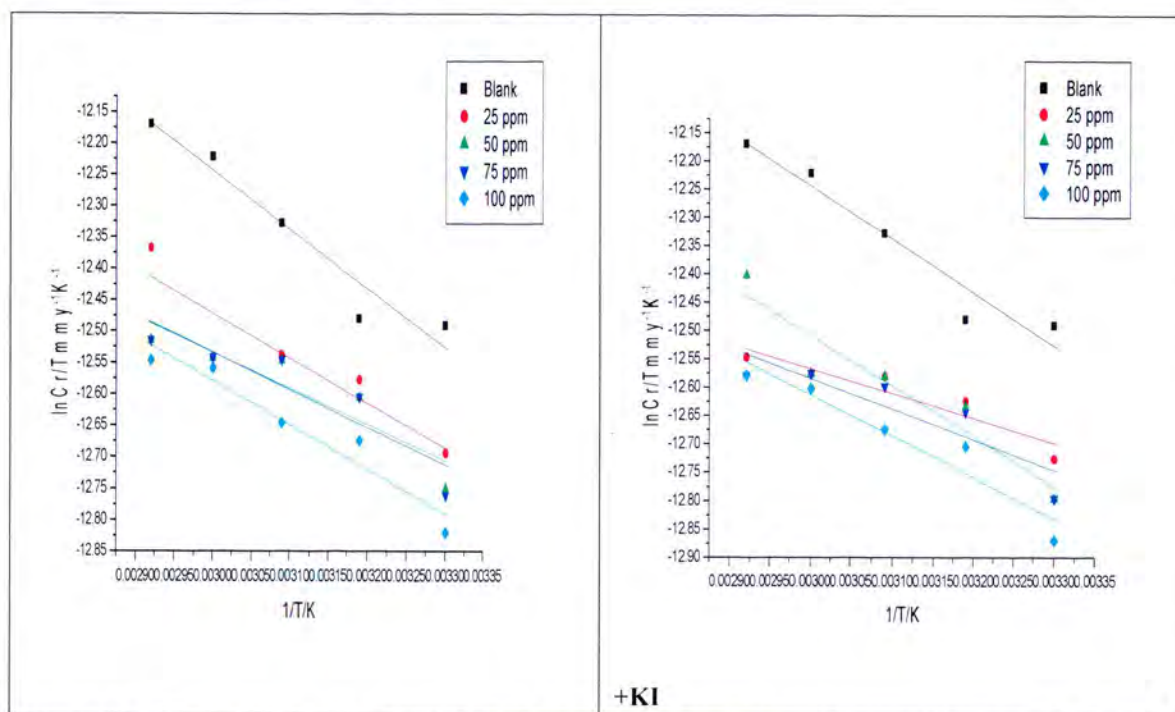 Blank
25 ppm
50 ppm
75 ppm
100 ppm
-12.15
-12.20
-12.25
-12.30
-12.35
-12.40
-12.45
-12.50
-12.55
-12.60
-12.65
-12.70
-12.75
-12.80
-12.85
ln C r/T m m y⁻¹K⁻¹
0.002900.002950.003000.003050.003100.003150.003200.003250.003300.00335
1/T/K
Blank
25 ppm
50 ppm
75 ppm
100 ppm
-12.15
-12.20
-12.25
-12.30
-12.35
-12.40
-12.45
-12.50
-12.55
-12.60
-12.65
-12.70
-12.75
-12.80
-12.85
-12.90
ln C r/T m m y⁻¹K⁻¹
0.002900.002950.003000.003050.003100.003150.003200.003250.003300.00335
1/T/K
+KI